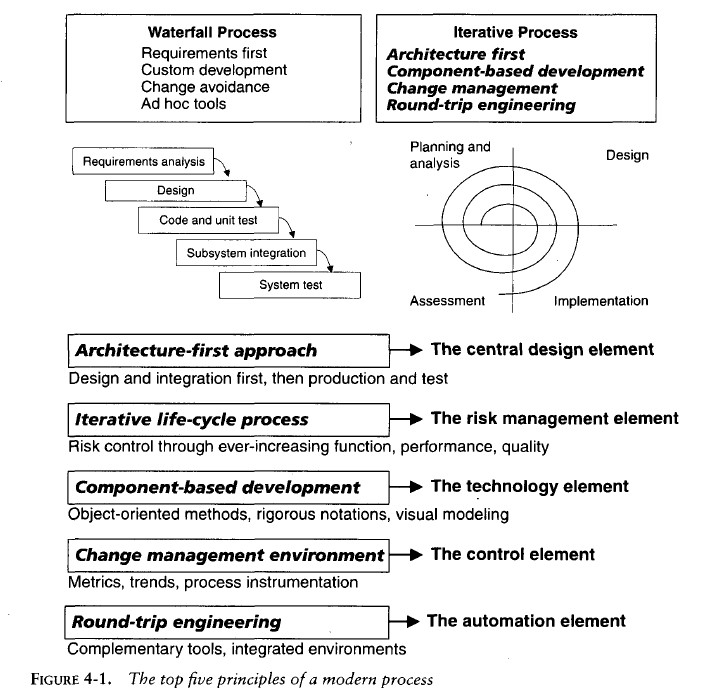 Waterfall Process
Requirements first
Custom development
Change avoidance
Ad hoc tools
Iterative Process
Architecture first
Component-based development
Change management
Round-trip engineering
Requirements analysis
Design
Code and unit test
Subsystem integration
System test
Planning and
analysis
Design
Assessment
Implementation
Architecture-first approach
The central design element
Design and integration first, then production and test
Iterative life-cycle process
The risk management element
Risk control through ever-increasing function, performance, quality
Component-based development
The technology element
Object-oriented methods, rigorous notations, visual modeling
Change management environment
The control element
Metrics, trends, process instrumentation
Round-trip engineering
The automation element
Complementary tools, integrated environments
FIGURE 4-1. The top five principles of a modern process